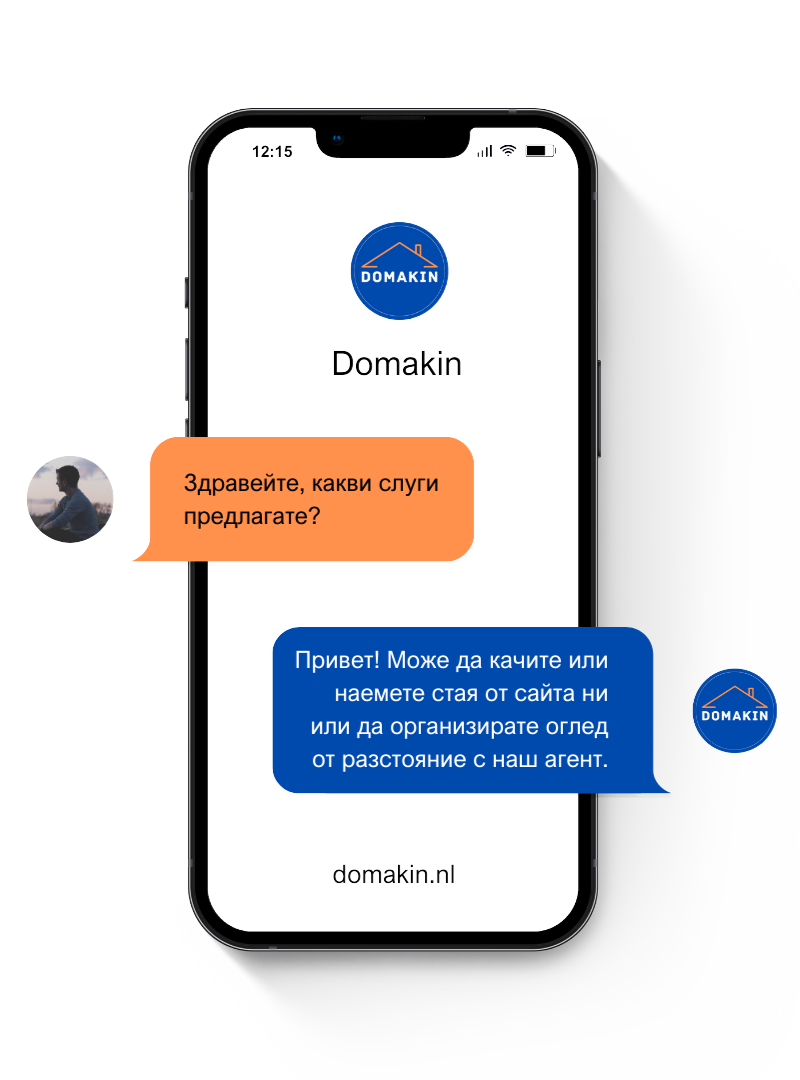 12:15
DOMAKIN
Domakin
Здравейте, какви слуги
предлагате?
Привет! Може да качите или
наемете стая от сайта ни
или да организирате оглед
от разстояние с наш агент.
DOMAKIN
domakin.nl